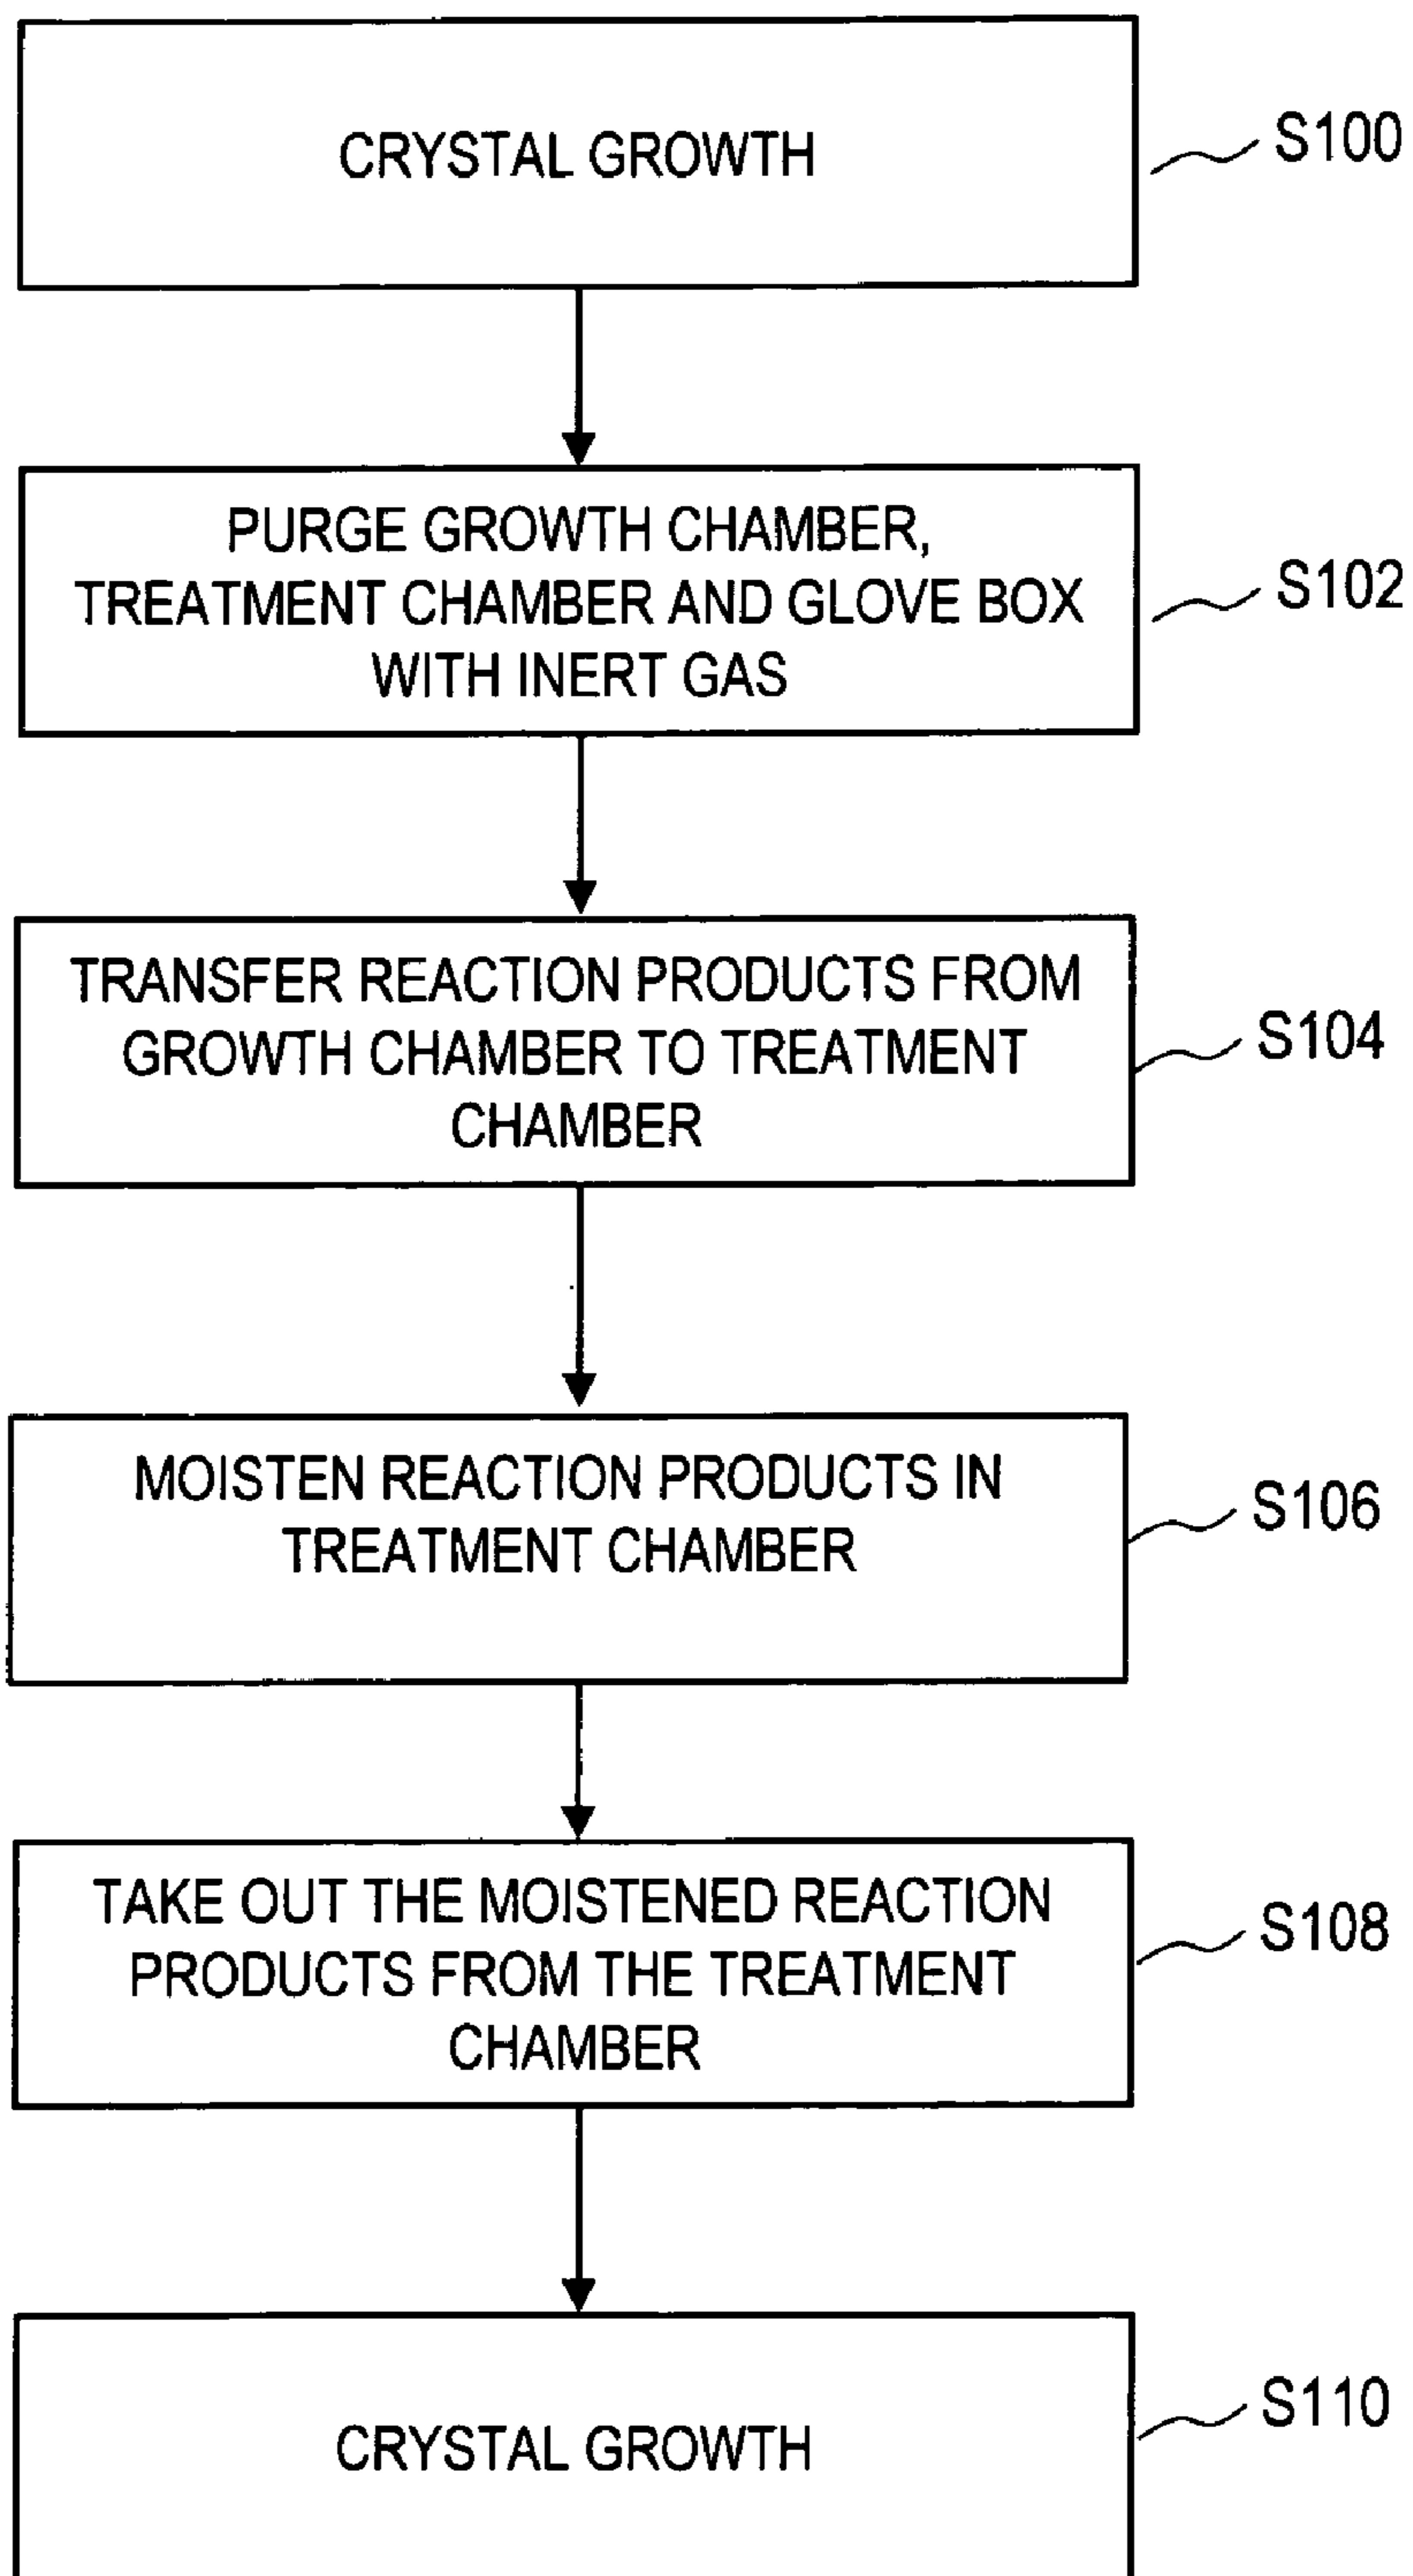 CRYSTAL GROWTH
S100
PURGE GROWTH CHAMBER,
TREATMENT CHAMBER AND GLOVE BOX
WITH INERT GAS
S102
TRANSFER REACTION PRODUCTS FROM
GROWTH CHAMBER TO TREATMENT
CHAMBER
S104
MOISTEN REACTION PRODUCTS IN
TREATMENT CHAMBER
S106
TAKE OUT THE MOISTENED REACTION
PRODUCTS FROM THE TREATMENT
CHAMBER
S108
CRYSTAL GROWTH
S110